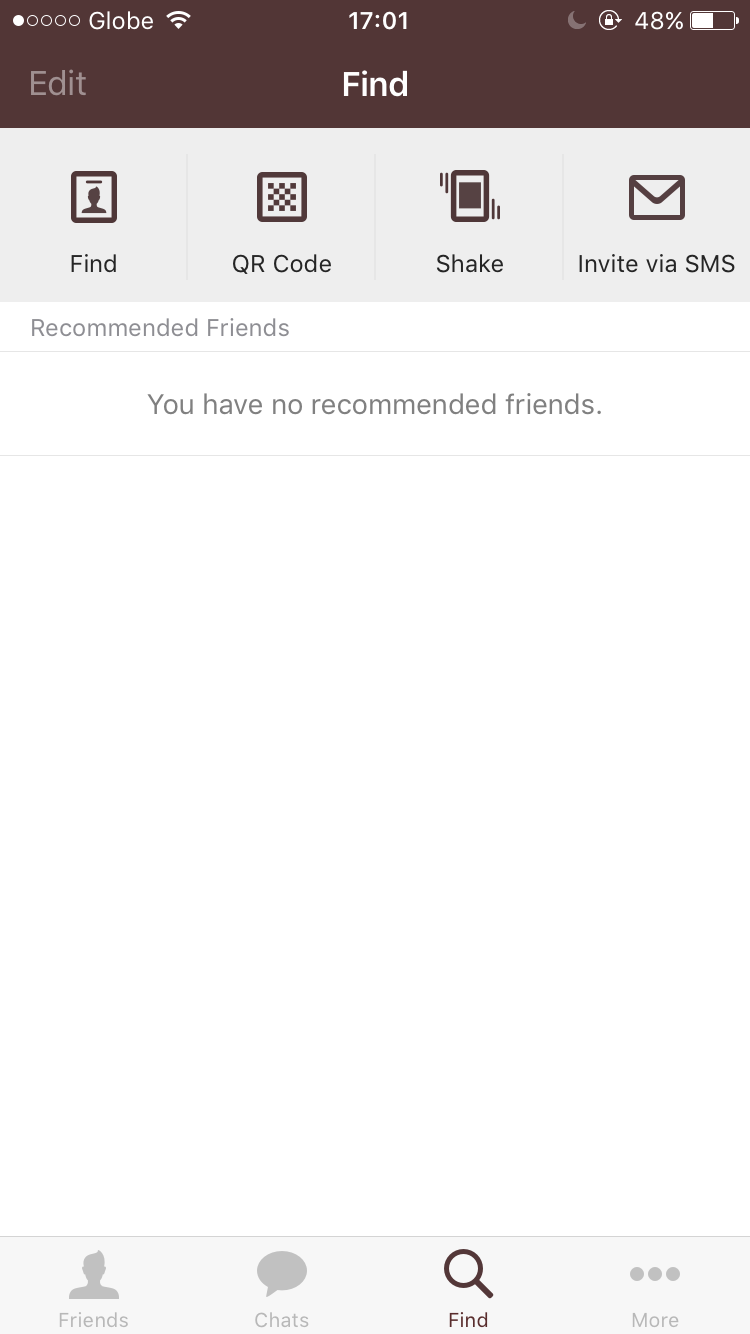 Globe 17:01 48%
Edit Find
Find QR Code Shake Invite via SMS
Recommended Friends
You have no recommended friends.
Friends Chats Find More